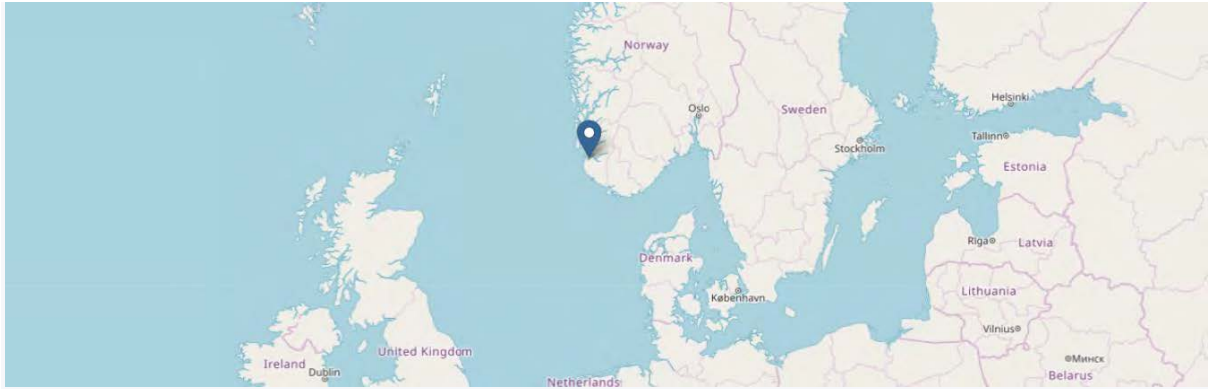 Norway
Oslo
Sweden
Helsinki
Tallinn
Stockholm
Estonia
Riga
Latvia
Denmark
København
Lithuania
Vilnius
United Kingdom
Ireland
Dublin
Минск
Belarus
Netherlands